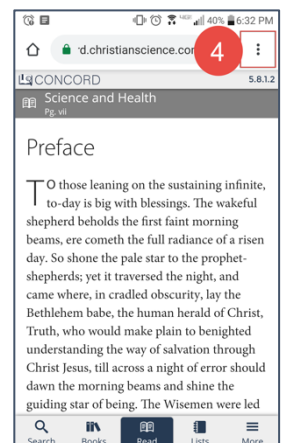 40% 6:32 PM
'd.christianscience.com
4
CONCORD 5.8.1.2
Science and Health
Pg. vii
Preface
TO those leaning on the sustaining infinite,
to-day is big with blessings. The wakeful
shepherd beholds the first faint morning
beams, ere cometh the full radiance of a risen
day. So shone the pale star to the prophet-
shepherds; yet it traversed the night, and
came where, in cradled obscurity, lay the
Bethlehem babe, the human herald of Christ,
Truth, who would make plain to benighted
understanding the way of salvation through
Christ Jesus, till across a night of error should
dawn the morning beams and shine the
guiding star of being. The Wisemen were led
Search Books Read Lists More